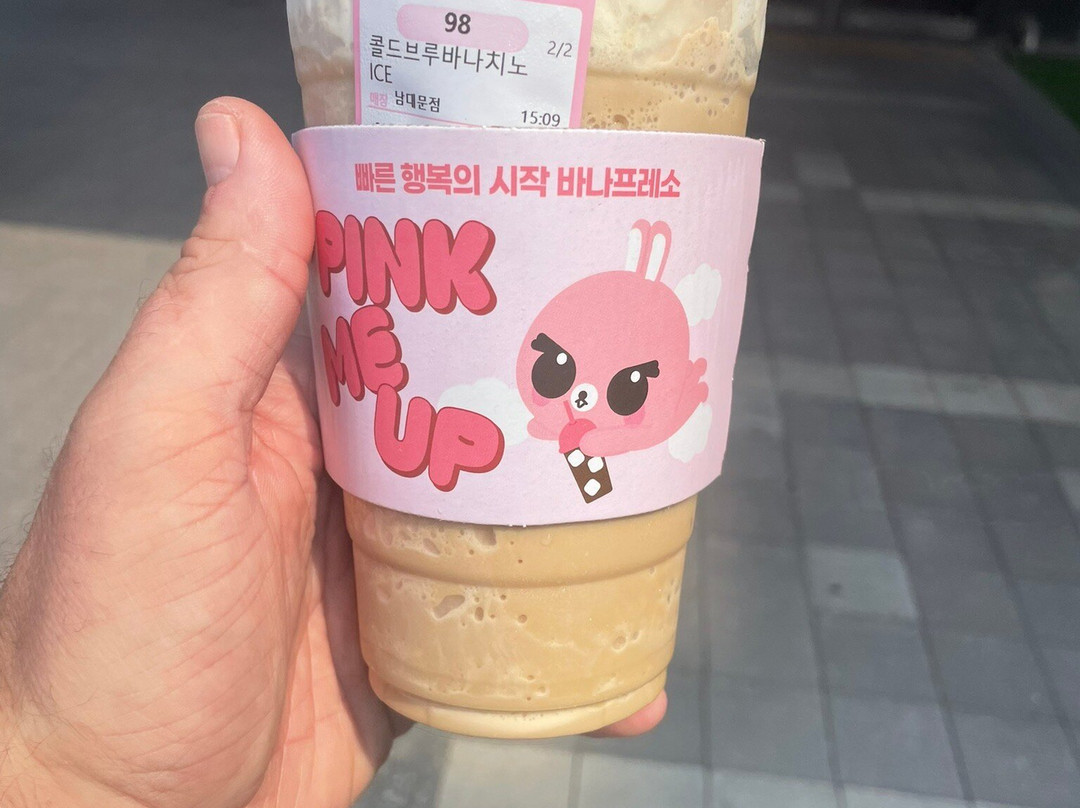 98
콜드브루바나치노 2/2
ICE
매장 남대문점
15:09
빠른 행복의 시작 바나프레소
PINK
ME
UP